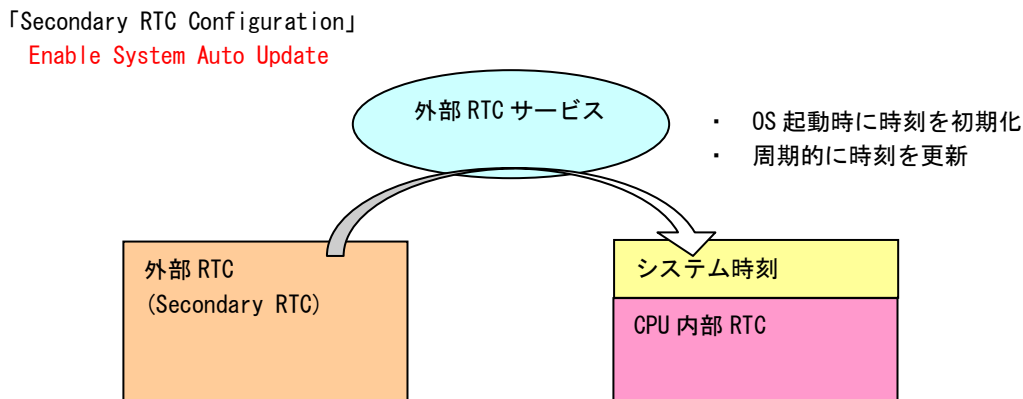 「Secondary RTC Configuration」
Enable System Auto Update
外部 RTC サービス
・ OS 起動時に時刻を初期化
・ 周期的に時刻を更新
外部 RTC
(Secondary RTC)
システム時刻
CPU 内部 RTC